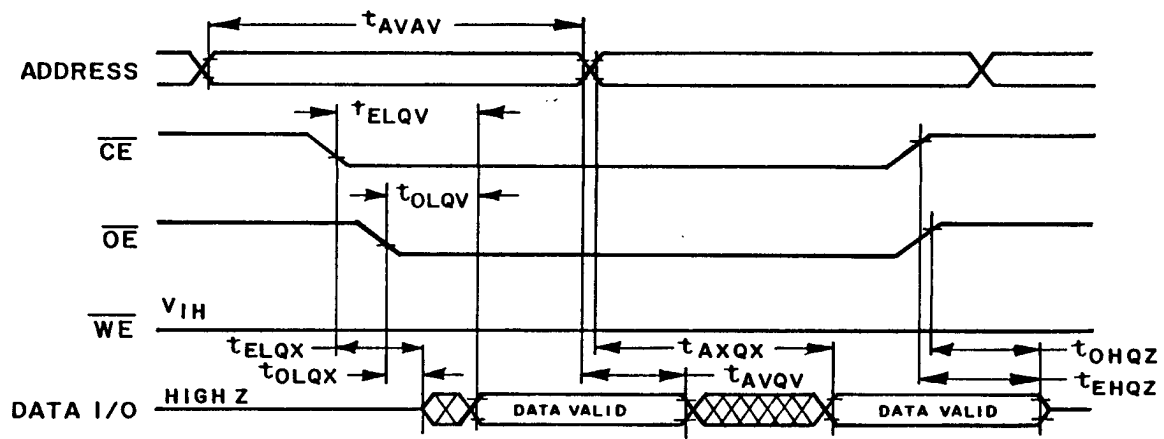 tAVAV
ADDRESS
tELQV
CE
tOLQV
OE
VIH
WE
tELQX
tAXQX
tOHQZ
tOLQX
tAVQV
tEHQZ
HIGH Z
DATA I/O
DATA VALID
DATA VALID